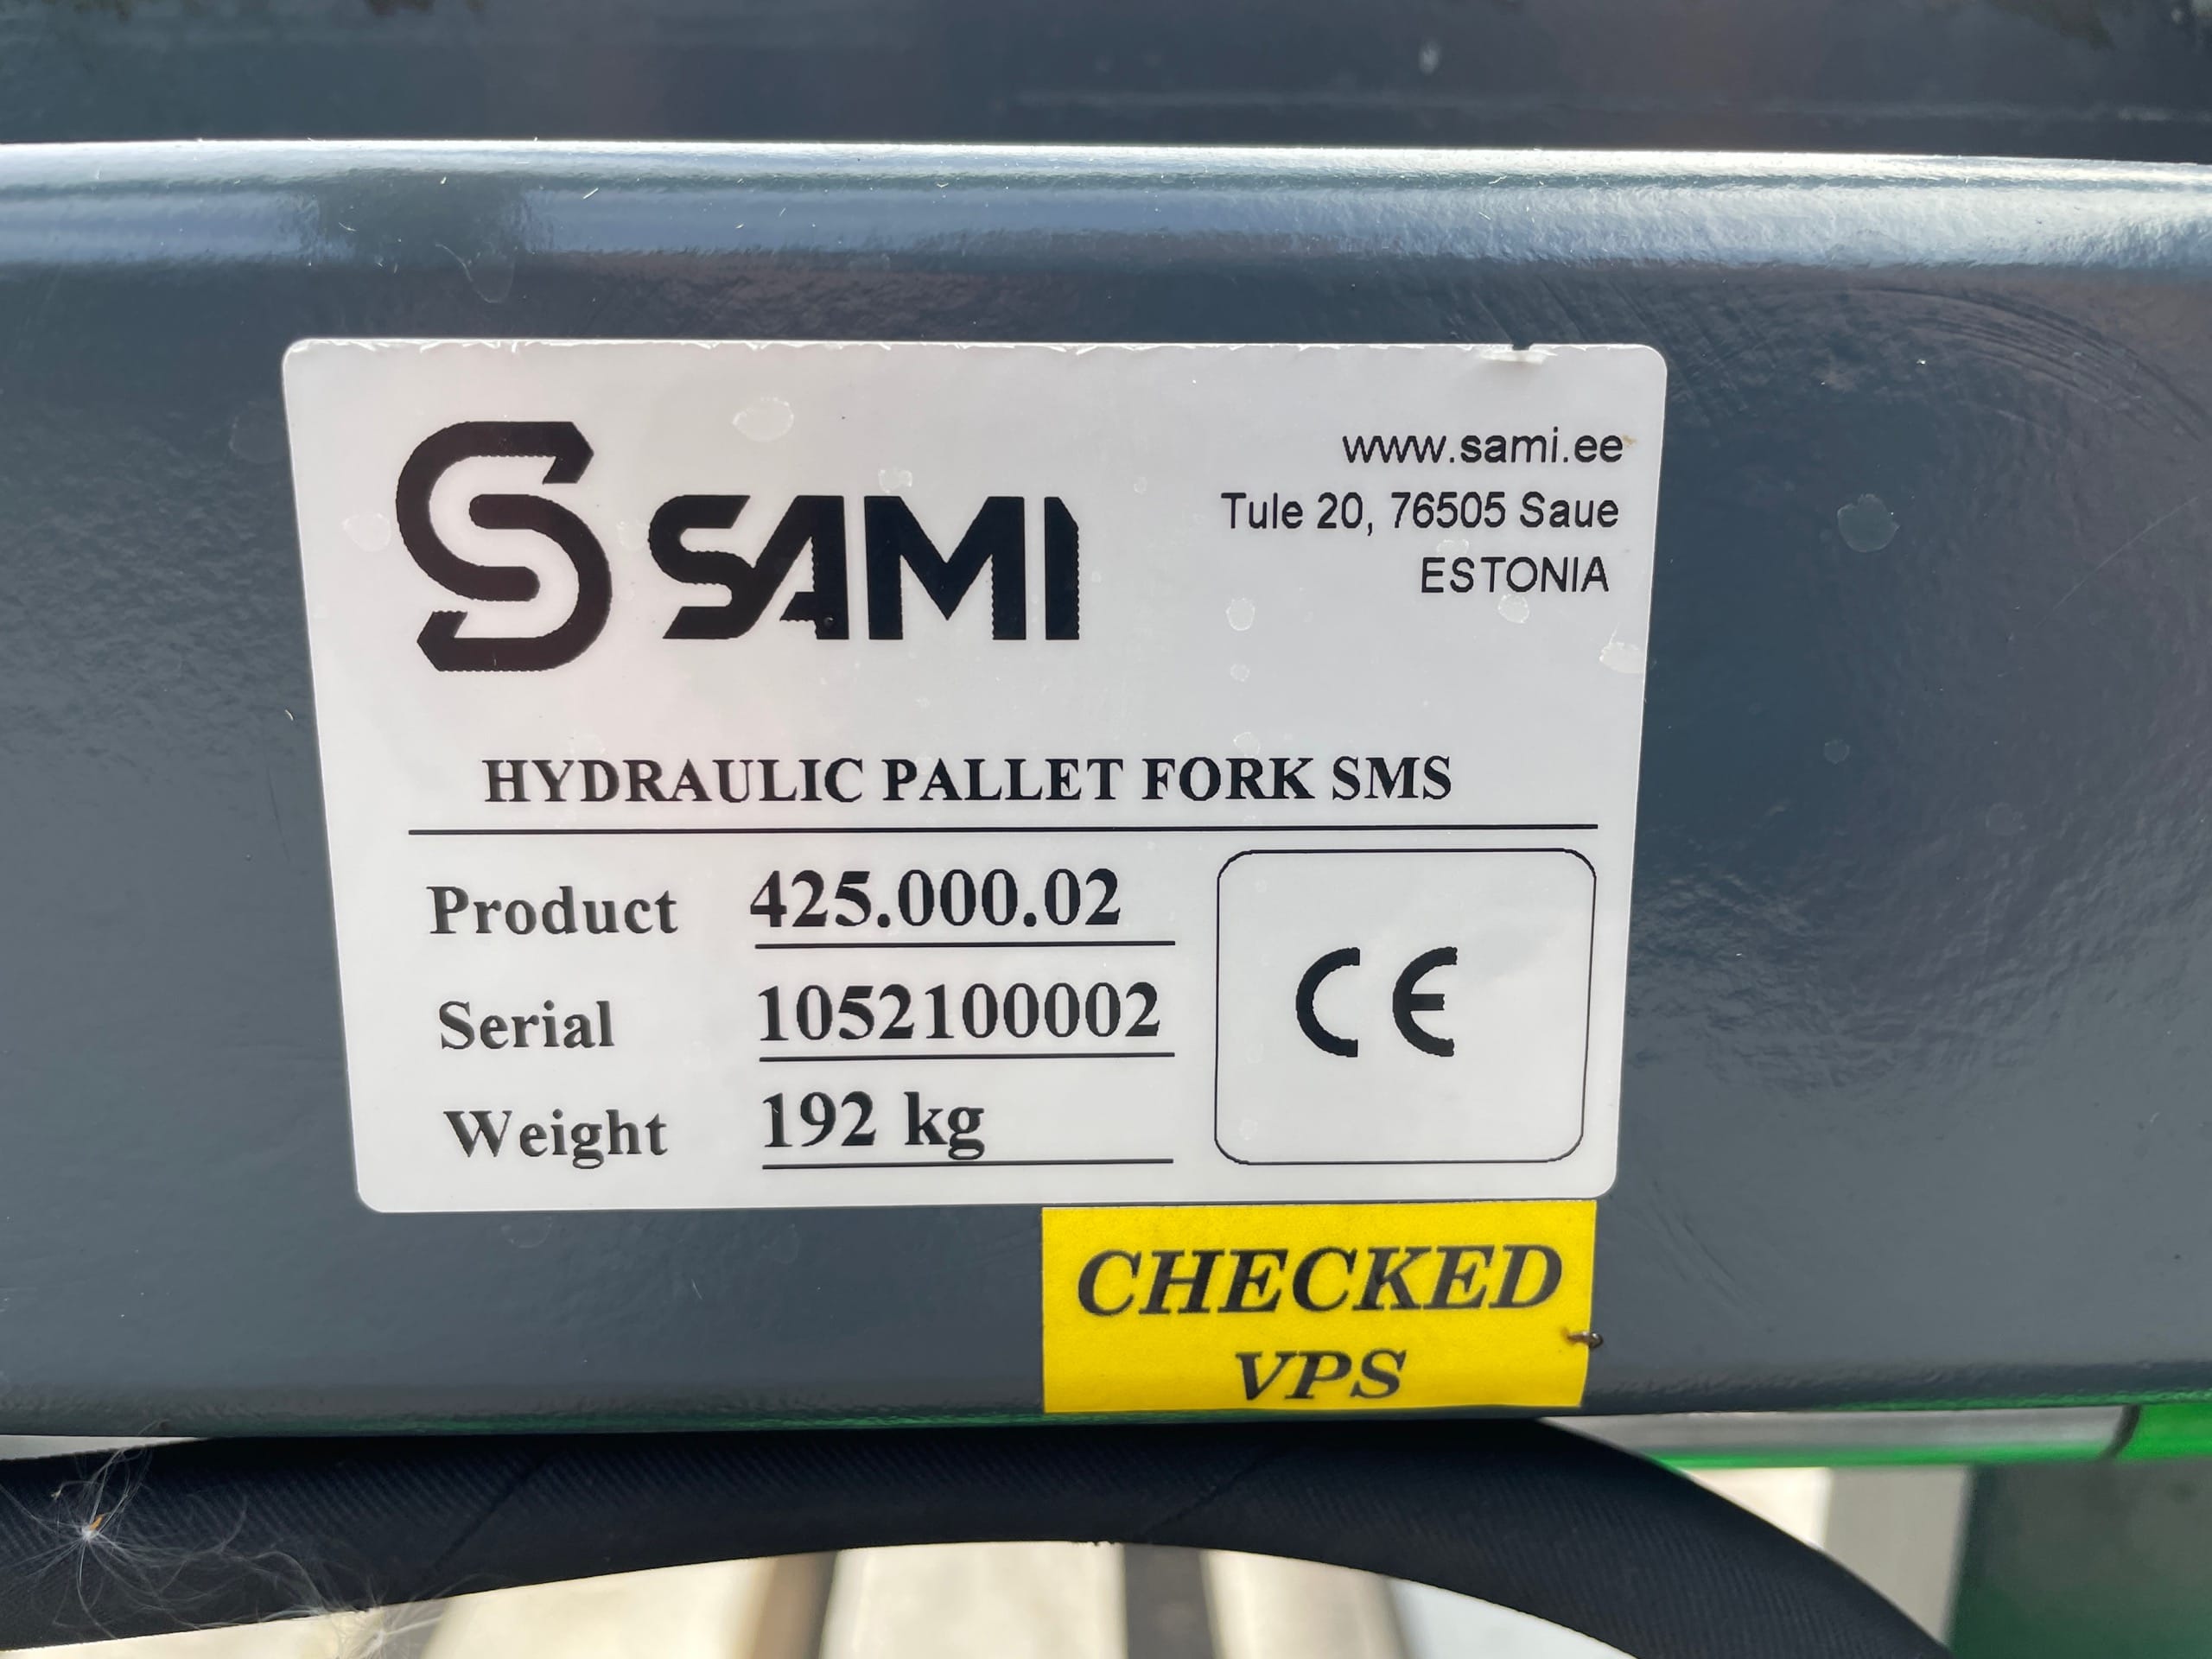 SAMI
www.sami.ee
Tule 20, 76505 Saue
ESTONIA
HYDRAULIC PALLET FORK SMS
Product 425.000.02
Serial 1052100002
Weight 192 kg
CE
CHECKED
VPS